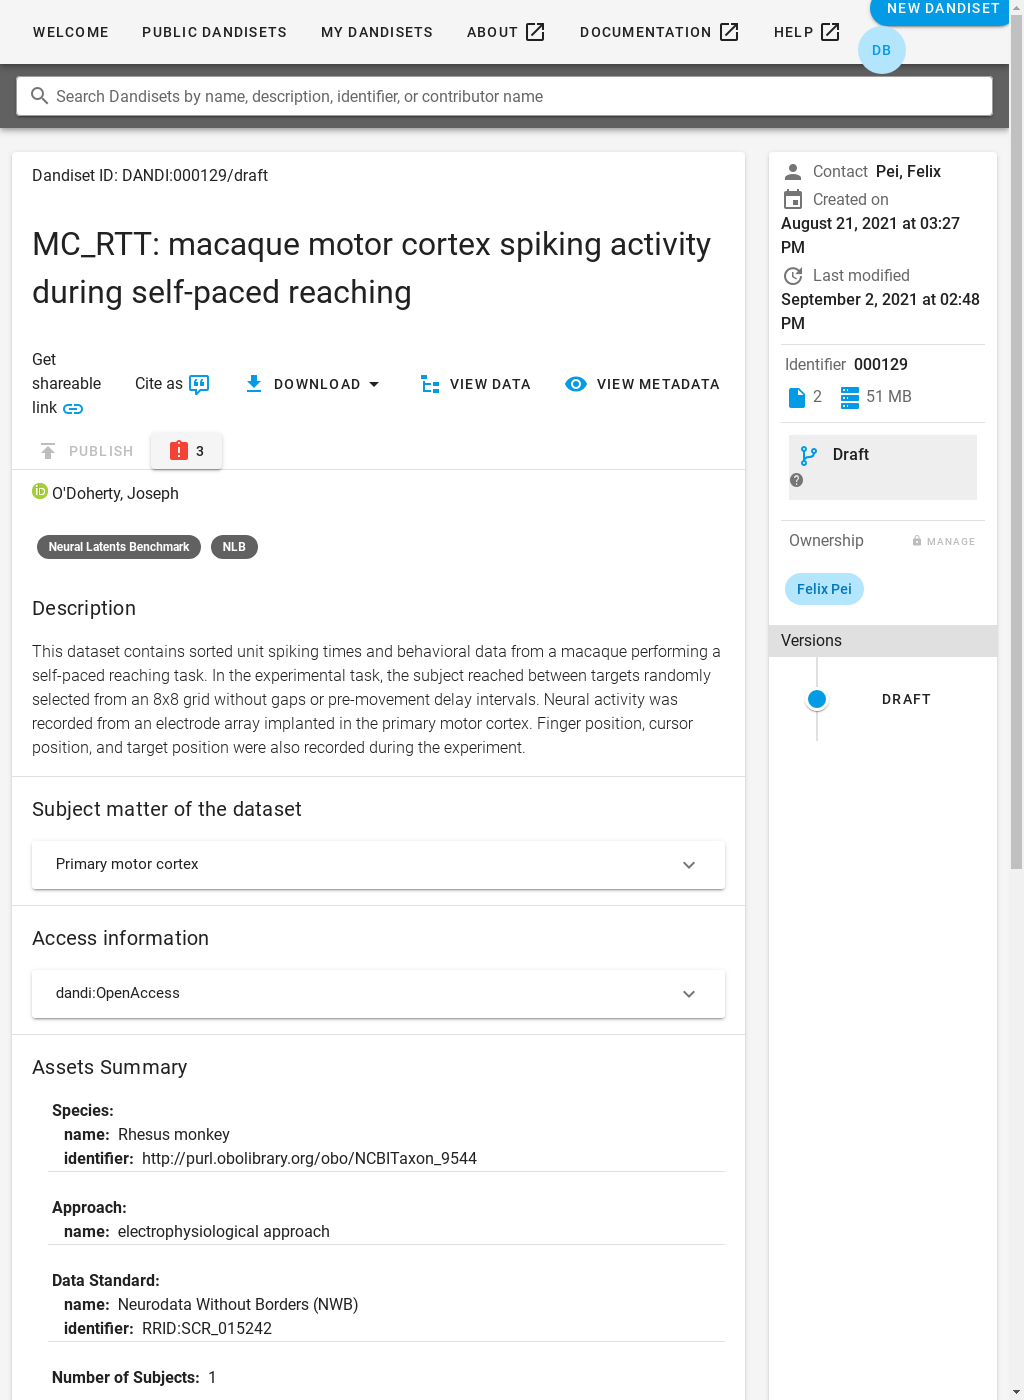 WELCOME PUBLIC DANDISETS MY DANDISETS ABOUT DOCUMENTATION HELP NEW DANDISET
DB
Search Dandisets by name, description, identifier, or contributor name
Dandiset ID: DANDI:000129/draft
MC_RTT: macaque motor cortex spiking activity
during self-paced reaching
Get
shareable
link
Cite as
DOWNLOAD
VIEW DATA
VIEW METADATA
PUBLISH
3
O'Doherty, Joseph
Neural Latents Benchmark NLB
Description
This dataset contains sorted unit spiking times and behavioral data from a macaque performing a
self-paced reaching task. In the experimental task, the subject reached between targets randomly
selected from an 8x8 grid without gaps or pre-movement delay intervals. Neural activity was
recorded from an electrode array implanted in the primary motor cortex. Finger position, cursor
position, and target position were also recorded during the experiment.
Subject matter of the dataset
Primary motor cortex
Access information
dandi:OpenAccess
Assets Summary
Species:
name: Rhesus monkey
identifier: http://purl.obolibrary.org/obo/NCBITaxon_9544
Approach:
name: electrophysiological approach
Data Standard:
name: Neurodata Without Borders (NWB)
identifier: RRID:SCR_015242
Number of Subjects: 1
Contact Pei, Felix
Created on
August 21, 2021 at 03:27
PM
Last modified
September 2, 2021 at 02:48
PM
Identifier 000129
2 51 MB
Draft
Ownership MANAGE
Felix Pei
Versions
DRAFT